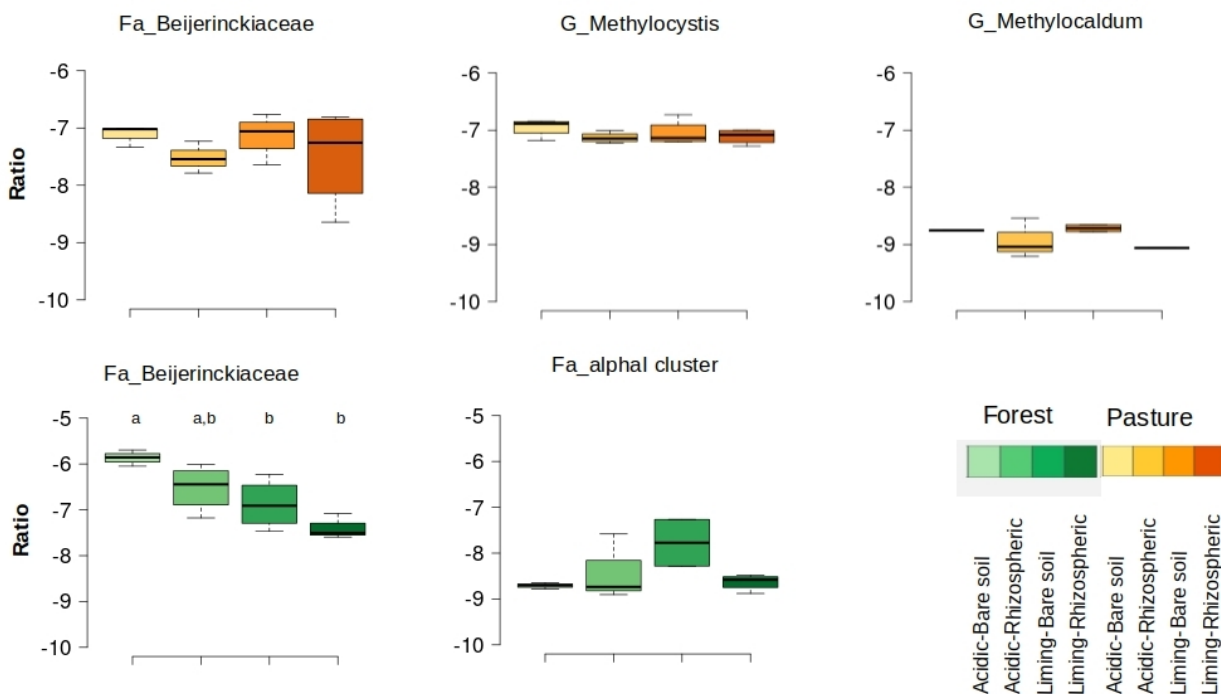 Fa_Beijerinckiaceae
G_Methylocystis
G_Methylocaldum
Ratio
-6
-7
-8
-9
-10
-6
-7
-8
-9
-10
-6
-7
-8
-9
-10
Fa_Beijerinckiaceae
Fa_alphaI cluster
Ratio
-5
-6
-7
-8
-9
-10
a
a,b
b
b
-5
-6
-7
-8
-9
-10
Forest
Pasture
Acidic-Bare soil
Acidic-Rhizospheric
Liming-Bare soil
Liming-Rhizospheric
Acidic-Bare soil
Acidic-Rhizospheric
Liming-Bare soil
Liming-Rhizospheric